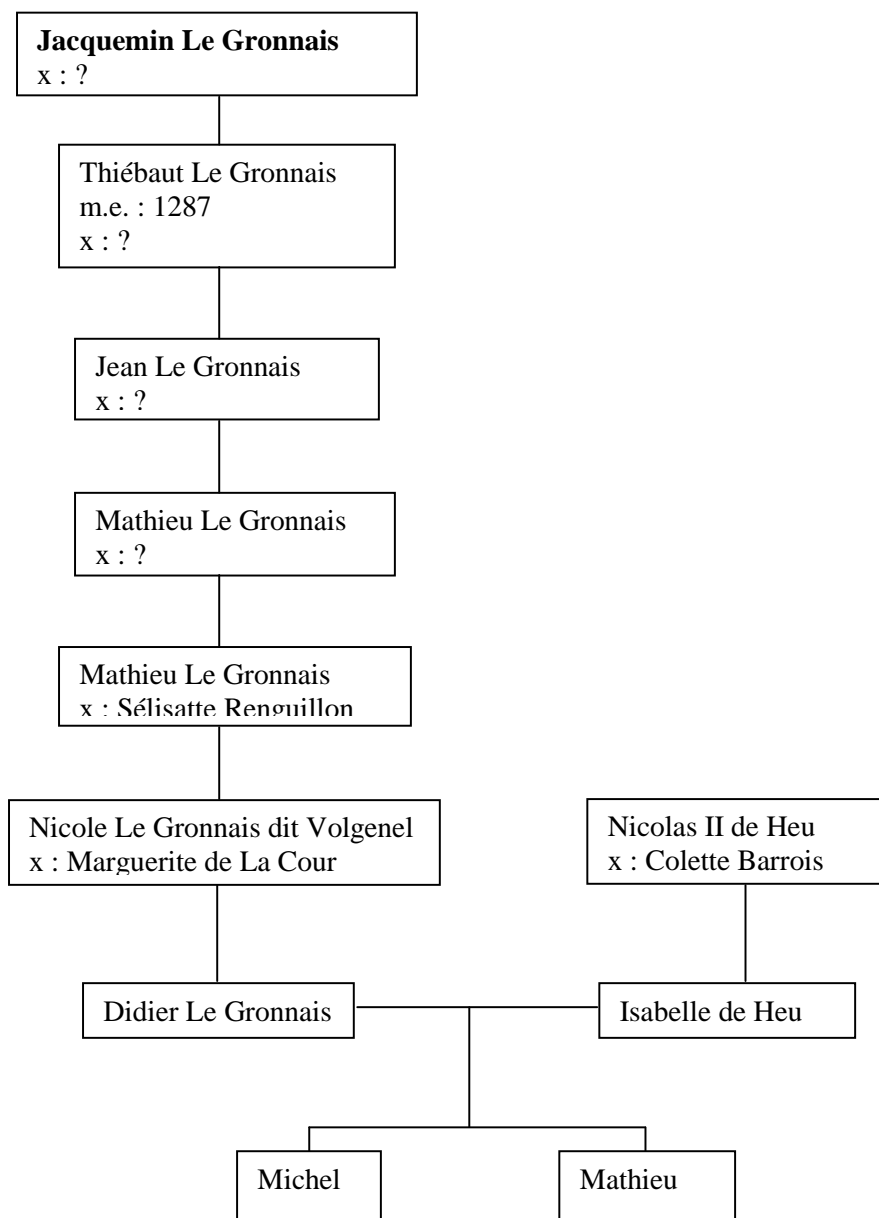 Jacquemin Le Gronnais
x : ?
Thiébaut Le Gronnais
m.e. : 1287
x : ?
Jean Le Gronnais
x : ?
Mathieu Le Gronnais
x : ?
Mathieu Le Gronnais
x : Sélisatte Renguillon
Nicole Le Gronnais dit Volgenel
x : Marguerite de La Cour
Nicolas II de Heu
x : Colette Barrois
Didier Le Gronnais
Isabelle de Heu
Michel
Mathieu